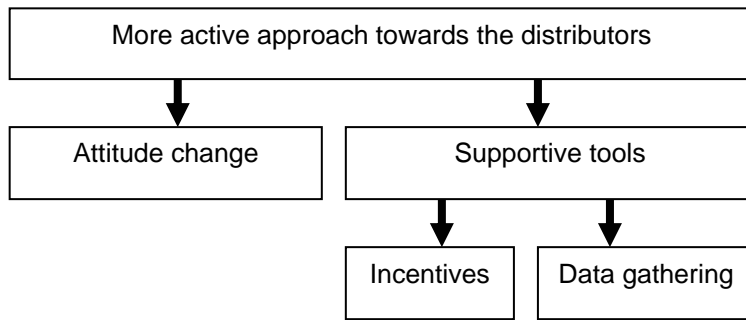 More active approach towards the distributors
Attitude change
Supportive tools
Incentives
Data gathering